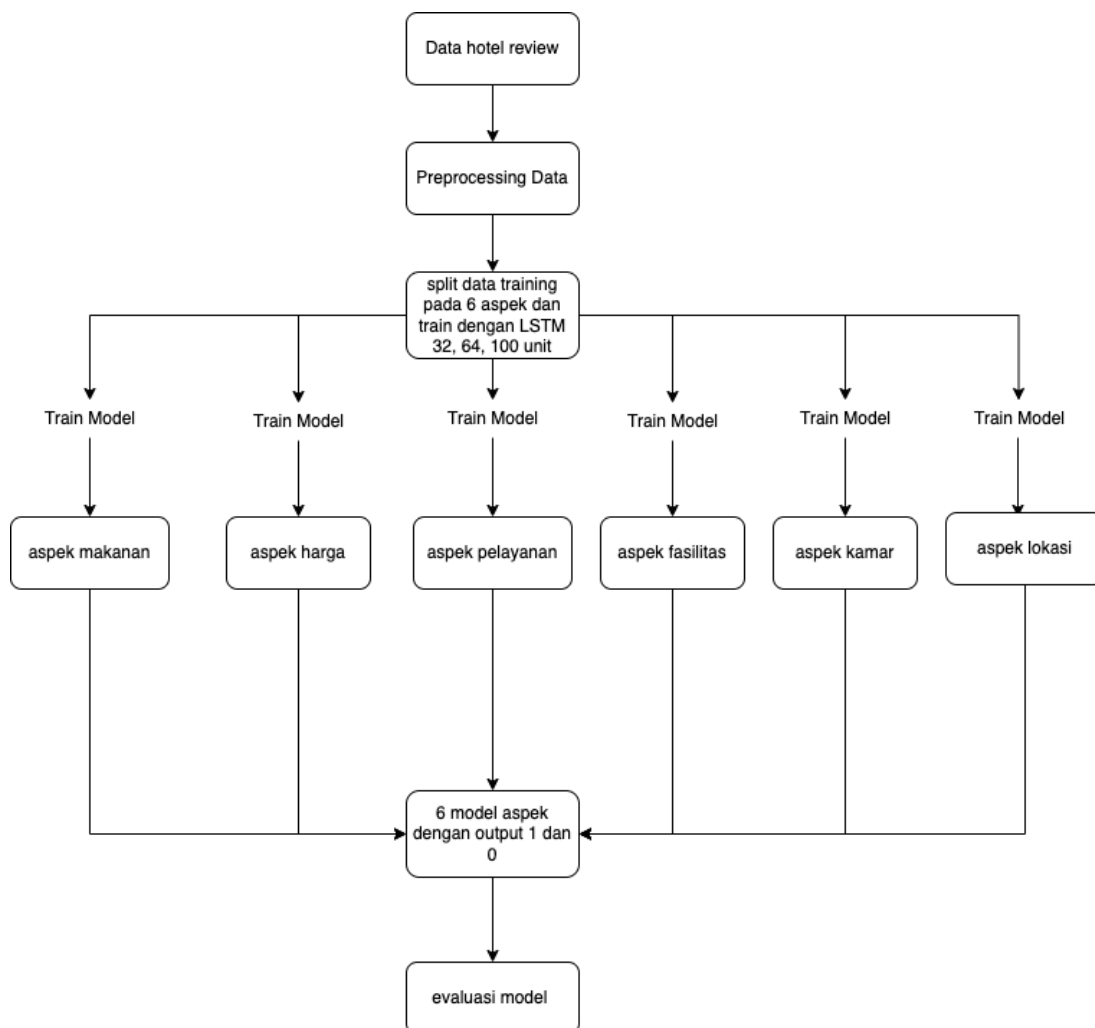 Data hotel review
Preprocessing Data
split data training
pada 6 aspek dan
train dengan LSTM
32, 64, 100 unit
Train Model
Train Model
Train Model
Train Model
Train Model
Train Model
aspek makanan
aspek harga
aspek pelayanan
aspek fasilitas
aspek kamar
aspek lokasi
6 model aspek
dengan output 1 dan
0
evaluasi model